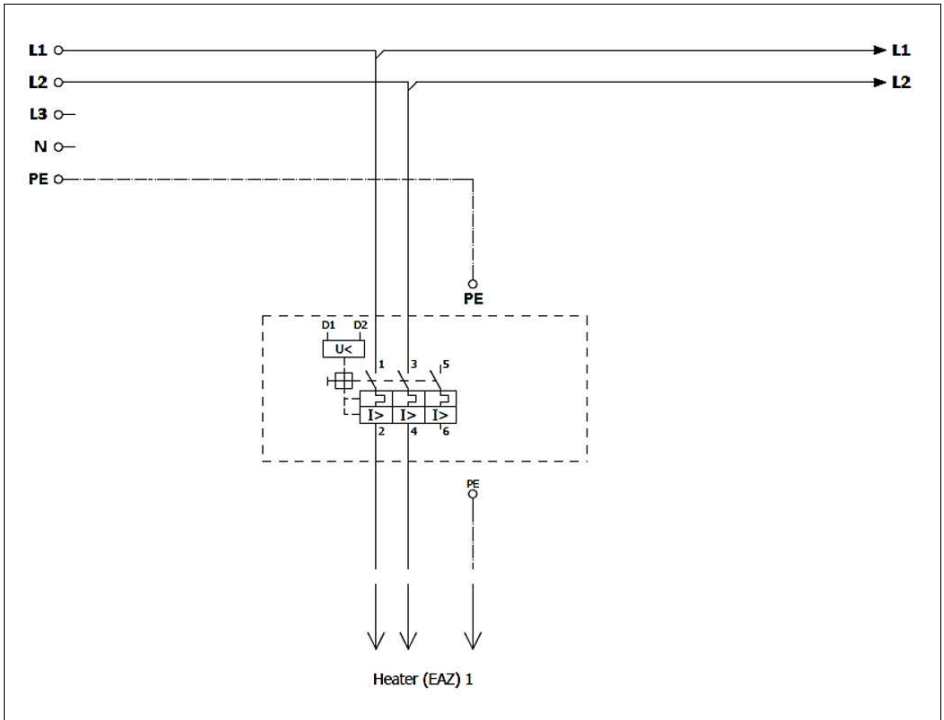 L1 L1
L2 L2
L3
N
PE
PE
D1 D2
U<
1 3 5
I> I> I>
2 4 6
PE
Heater (EAZ) 1